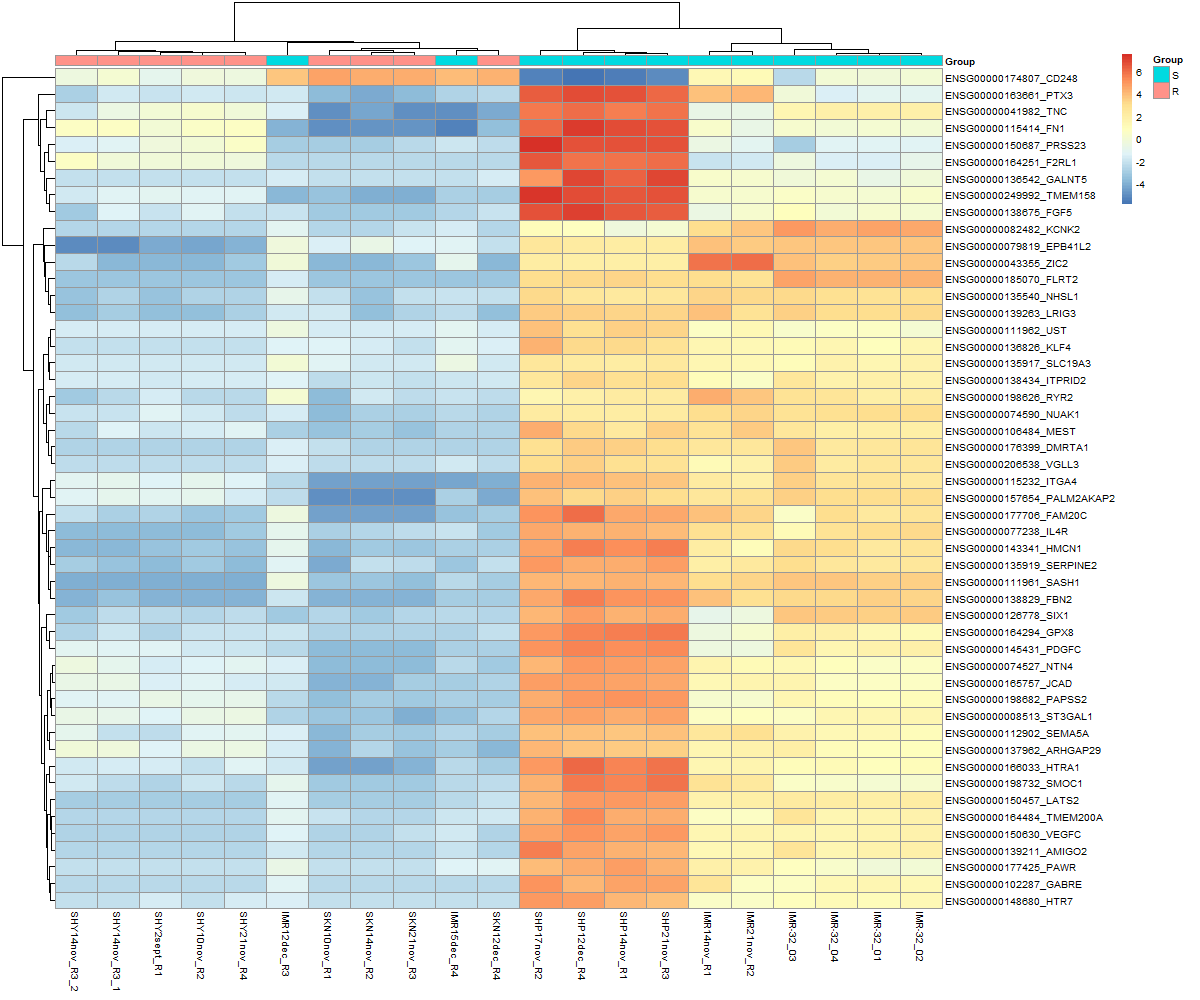 Group
ENSG00000174807_CD248
ENSG00000163661_PTX3
ENSG00000041982_TNC
ENSG00000115414_FN1
ENSG00000150687_PRSS23
ENSG00000164251_F2RL1
ENSG00000136542_GALNT5
ENSG00000249992_TMEM158
ENSG00000138675_FGF5
ENSG00000082482_KCNK2
ENSG00000079819_EPB41L2
ENSG00000043355_ZIC2
ENSG00000185070_FLRT2
ENSG00000135540_NHSL1
ENSG00000139263_LRIG3
ENSG00000111962_UST
ENSG00000136826_KLF4
ENSG00000135917_SLC19A3
ENSG00000138434_ITPRID2
ENSG00000198626_RYR2
ENSG00000074590_NUAK1
ENSG00000106484_MEST
ENSG00000176399_DMRTA1
ENSG00000206538_VGLL3
ENSG00000115232_ITGA4
ENSG00000157654_PALM2AKAP2
ENSG00000177706_FAM20C
ENSG00000077238_IL4R
ENSG00000143341_HMCN1
ENSG00000135919_SERPINE2
ENSG00000111961_SASH1
ENSG00000138829_FBN2
ENSG00000126778_SIX1
ENSG00000164294_GPX8
ENSG00000145431_PDGFC
ENSG00000074527_NTN4
ENSG00000165757_JCAD
ENSG00000198682_PAPSS2
ENSG00000008513_ST3GAL1
ENSG00000112902_SEMA5A
ENSG00000137962_ARHGAP29
ENSG00000166033_HTRA1
ENSG00000198732_SMOC1
ENSG00000150457_LATS2
ENSG00000164484_TMEM200A
ENSG00000150630_VEGFC
ENSG00000139211_AMIGO2
ENSG00000177425_PAWR
ENSG00000102287_GABRE
ENSG00000148680_HTR7
SHY14nov_R3_2
SHY14nov_R3_1
SHY2sept_R1
SHY10nov_R2
SHY21nov_R4
IMR12dec_R3
SKN10nov_R1
SKN14nov_R2
SKN21nov_R3
IMR15dec_R4
SKN12dec_R4
SHP17nov_R2
SHP12dec_R4
SHP14nov_R1
SHP21nov_R3
IMR14nov_R1
IMR21nov_R2
IMR-32_03
IMR-32_04
IMR-32_01
IMR-32_02
6
4
2
0
-2
-4
Group
S
R